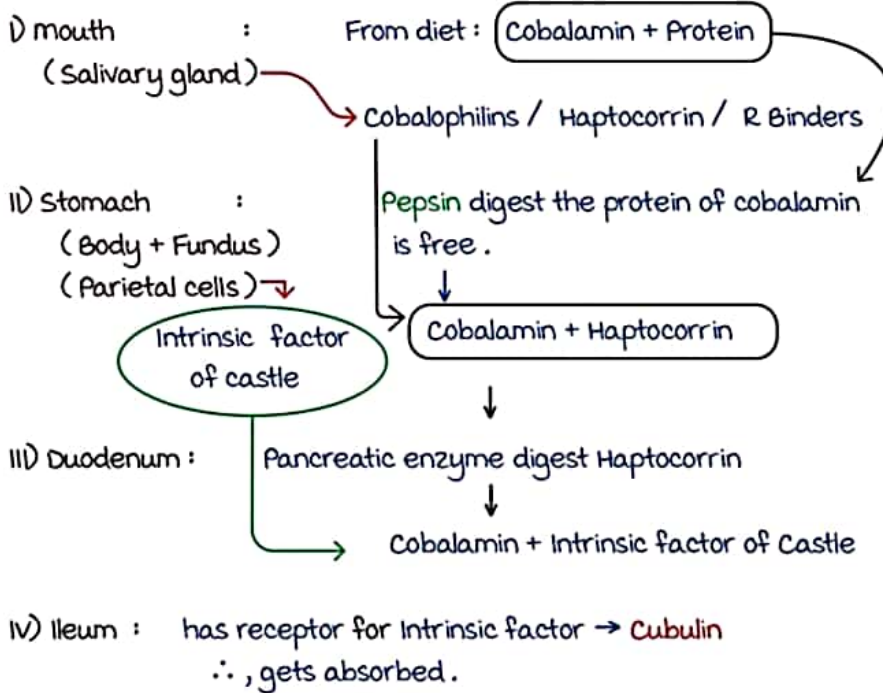 I) mouth : From diet : Cobalamin + Protein
(Salivary gland)
Cobalophilins / Haptocorrin / R Binders
II) Stomach : Pepsin digest the protein of cobalamin
(Body + Fundus) is free .
(Parietal cells)
Cobalamin + Haptocorrin
Intrinsic factor
of castle
III) Duodenum : Pancreatic enzyme digest Haptocorrin
Cobalamin + Intrinsic factor of Castle
IV) Ileum : has receptor for Intrinsic factor → Cubulin
∴ , gets absorbed .